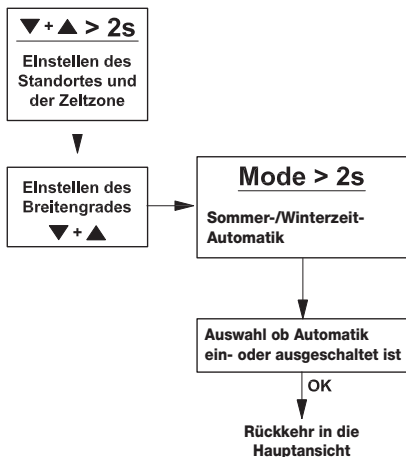 ▼ + ▲ > 2s
Einstellen des
Standortes und
der Zeltzone
Einstellen des
Breitengrades
▼ + ▲
Mode > 2s
Sommer-/Winterzeit-
Automatik
Auswahl ob Automatik
ein- oder ausgeschaltet ist
OK
Rückkehr in die
Hauptansicht